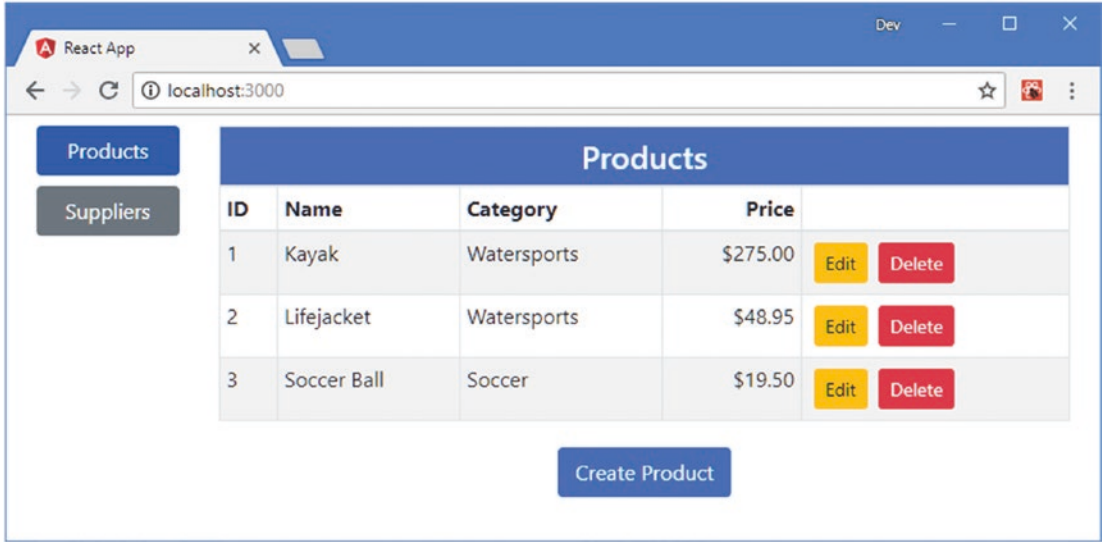 Dev
React App
localhost:3000
Products
Suppliers
Products
ID Name Category Price
1 Kayak Watersports $275.00 Edit Delete
2 Lifejacket Watersports $48.95 Edit Delete
3 Soccer Ball Soccer $19.50 Edit Delete
Create Product